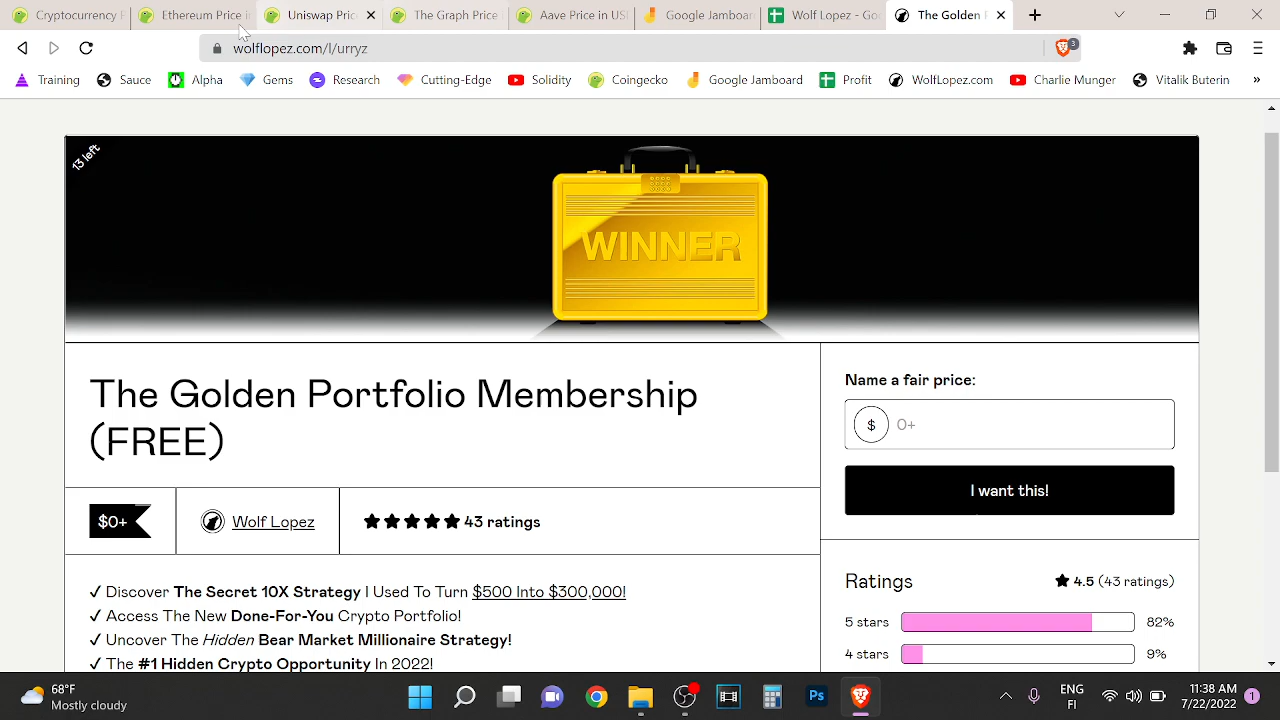 Cryptocurrency P
Ethereum Price i
Uniswap Price
The Graph Price
Aave Price in USI
Google Jamboar
Wolf Lopez - Go
The Golden P
wolflopez.com/l/urryz
3
Training
Sauce
Alpha
Gems
Research
Cutting-Edge
Solidity
Coingecko
Google Jamboard
Profit
WolfLopez.com
Charlie Munger
Vitalik Buterin
»
13 left
WINNER
The Golden Portfolio Membership
(FREE)
Name a fair price:
$ 0+
I want this!
$0+
Wolf Lopez
43 ratings
Ratings
4.5 (43 ratings)
5 stars 82%
4 stars 9%
✓ Discover The Secret 10X Strategy I Used To Turn $500 Into $300,000!
✓ Access The New Done-For-You Crypto Portfolio!
✓ Uncover The Hidden Bear Market Millionaire Strategy!
✓ The #1 Hidden Crypto Opportunity In 2022!
68°F
Mostly cloudy
Ps
ENG
FI
11:38 AM
7/22/2022
1